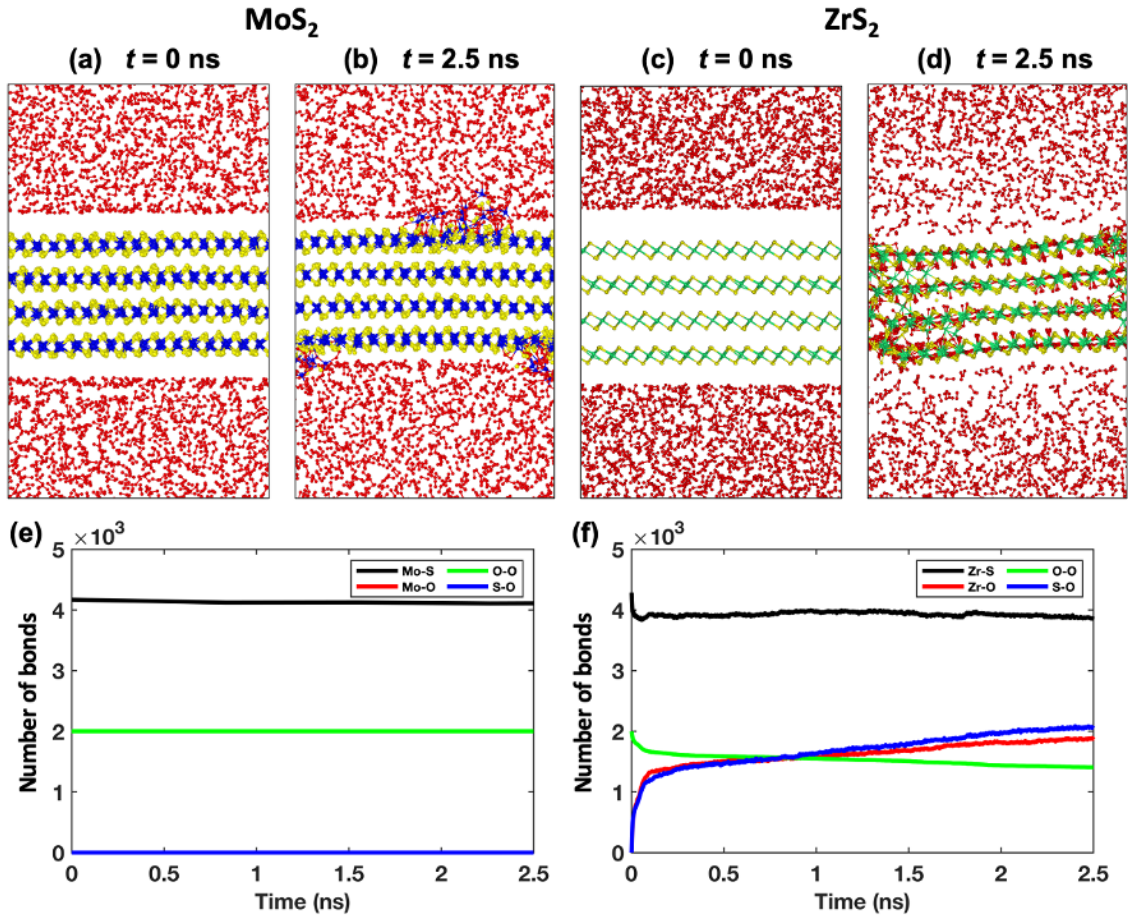 MoS2 ZrS2
(a) t = 0 ns (b) t = 2.5 ns (c) t = 0 ns (d) t = 2.5 ns
(e) ×10³
5
4
3
2
1
0
Number of bonds
Mo-S O-O
Mo-O S-O
0 0.5 1 1.5 2 2.5
Time (ns)
(f) ×10³
5
4
3
2
1
0
Number of bonds
Zr-S O-O
Zr-O S-O
0 0.5 1 1.5 2 2.5
Time (ns)